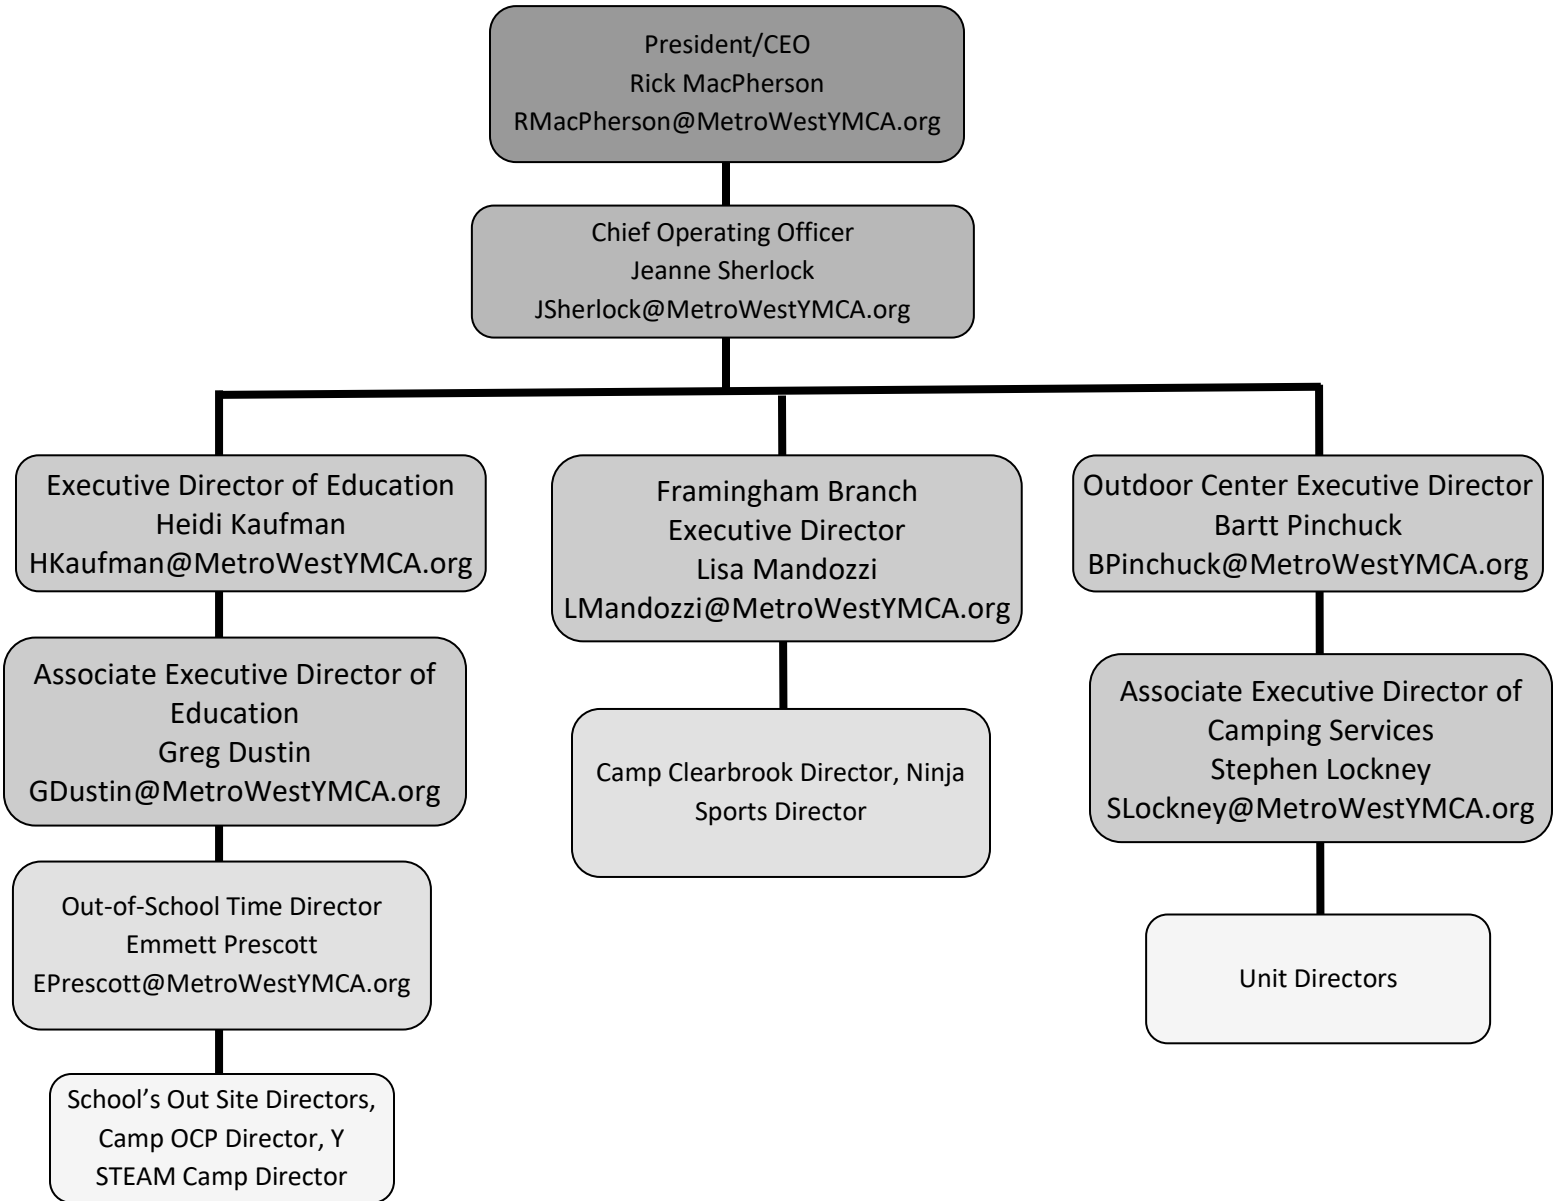 President/CEO
Rick MacPherson
RMacPherson@MetroWestYMCA.org
Chief Operating Officer
Jeanne Sherlock
JSherlock@MetroWestYMCA.org
Executive Director of Education
Heidi Kaufman
HKaufman@MetroWestYMCA.org
Framingham Branch
Executive Director
Lisa Mandozzi
LMandozzi@MetroWestYMCA.org
Outdoor Center Executive Director
Bartt Pinchuck
BPinchuck@MetroWestYMCA.org
Associate Executive Director of
Education
Greg Dustin
GDustin@MetroWestYMCA.org
Camp Clearbrook Director, Ninja
Sports Director
Associate Executive Director of
Camping Services
Stephen Lockney
SLockney@MetroWestYMCA.org
Out-of-School Time Director
Emmett Prescott
EPrescott@MetroWestYMCA.org
Unit Directors
School’s Out Site Directors,
Camp OCP Director, Y
STEAM Camp Director